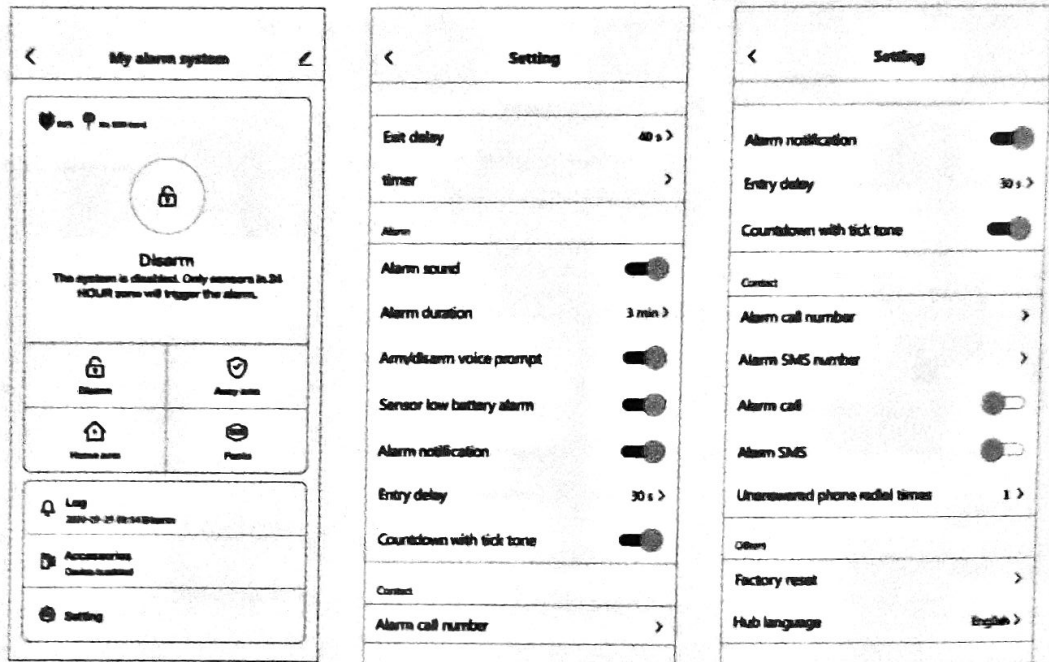 My alarm system
Disarm
The system is disabled. Only sensors in 24
HOUR zone will trigger the alarm.
Disarm
Away arm
Home arm
Panic
Log
Accessories
Setting
Setting
Exit delay
40 s
timer
Alarm
Alarm sound
Alarm duration
3 min
Arm/disarm voice prompt
Sensor low battery alarm
Alarm notification
Entry delay
30 s
Countdown with tick tone
Contact
Alarm call number
Setting
Alarm notification
Entry delay
30 s
Countdown with tick tone
Contact
Alarm call number
Alarm SMS number
Alarm call
Alarm SMS
Unanswered phone redial times
1
Others
Factory reset
Hub language
English